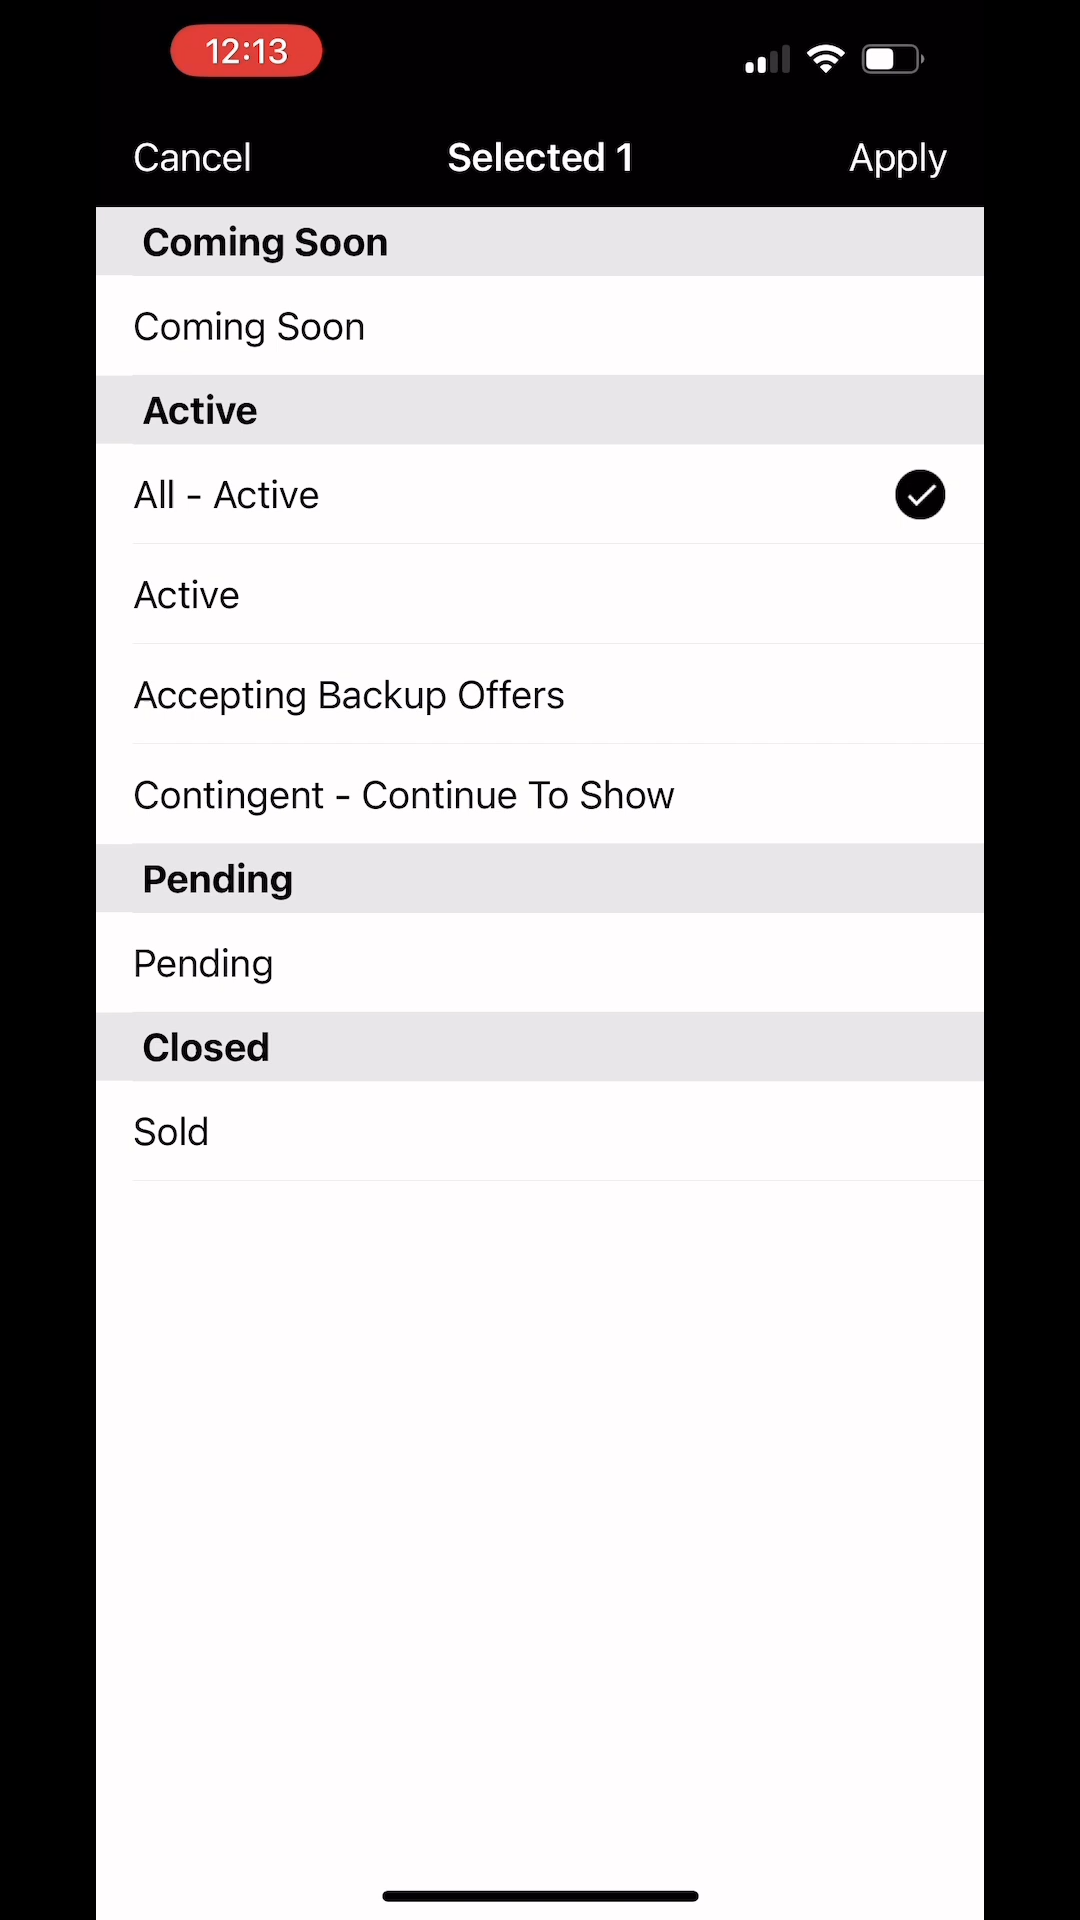 12:13
Cancel
Selected 1
Apply
Coming Soon
Coming Soon
Active
All - Active
Active
Accepting Backup Offers
Contingent - Continue To Show
Pending
Pending
Closed
Sold